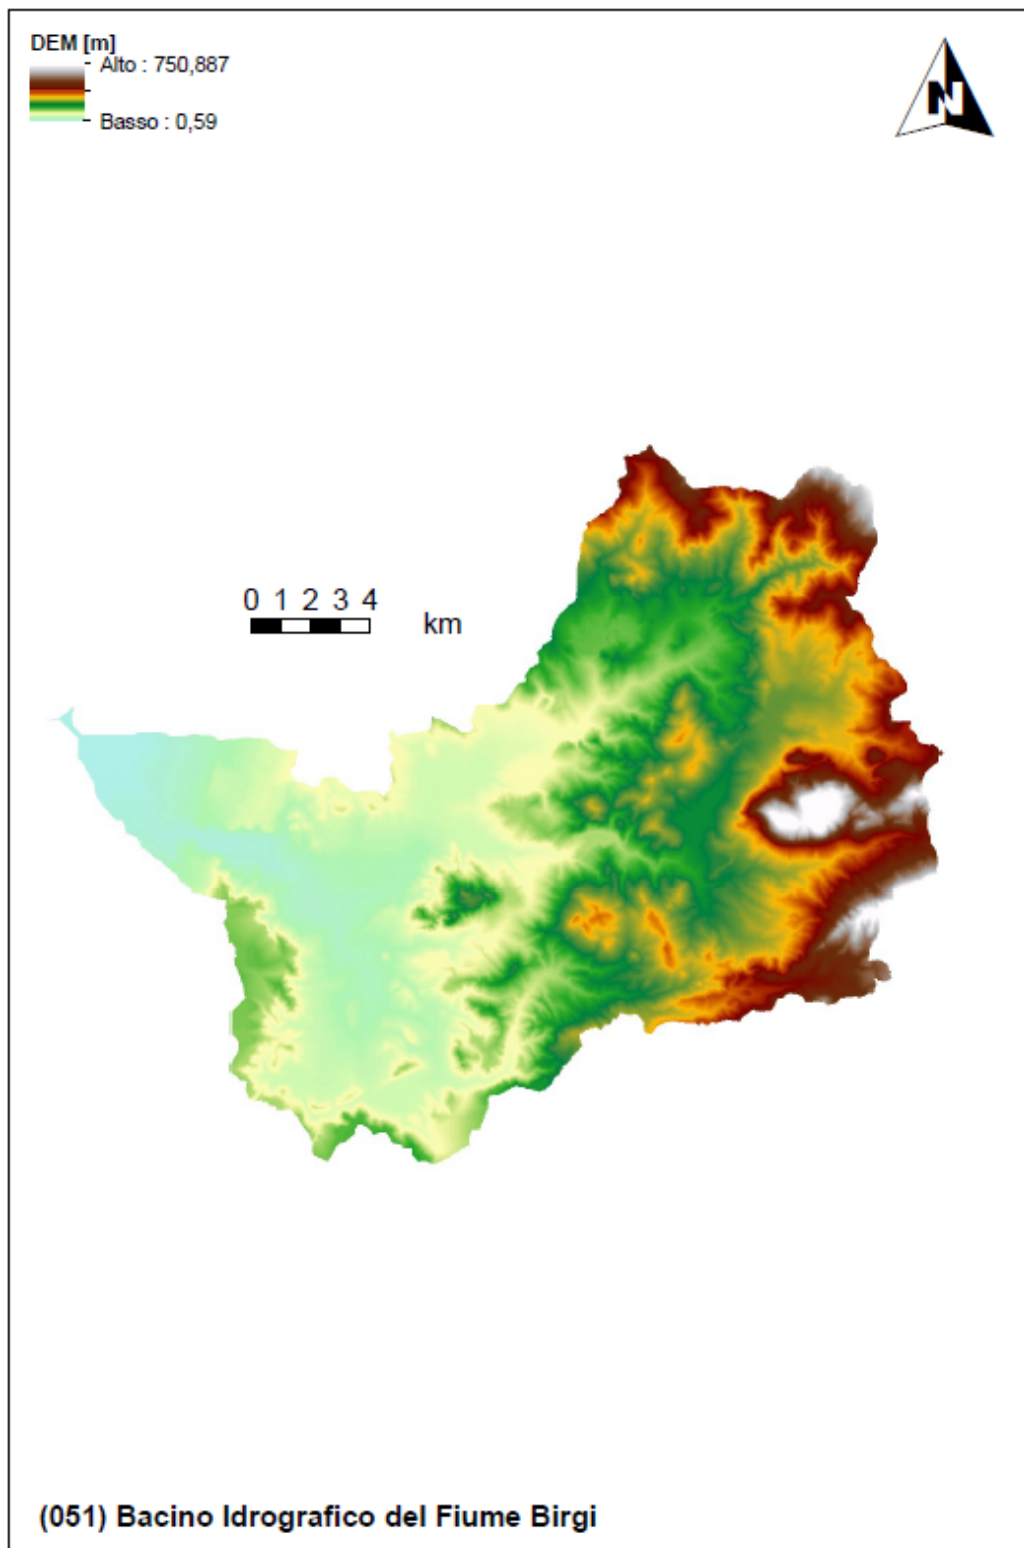 DEM [m]
Alto : 750,887
Basso : 0,59
N
0 1 2 3 4
km
(051) Bacino Idrografico del Fiume Birgi